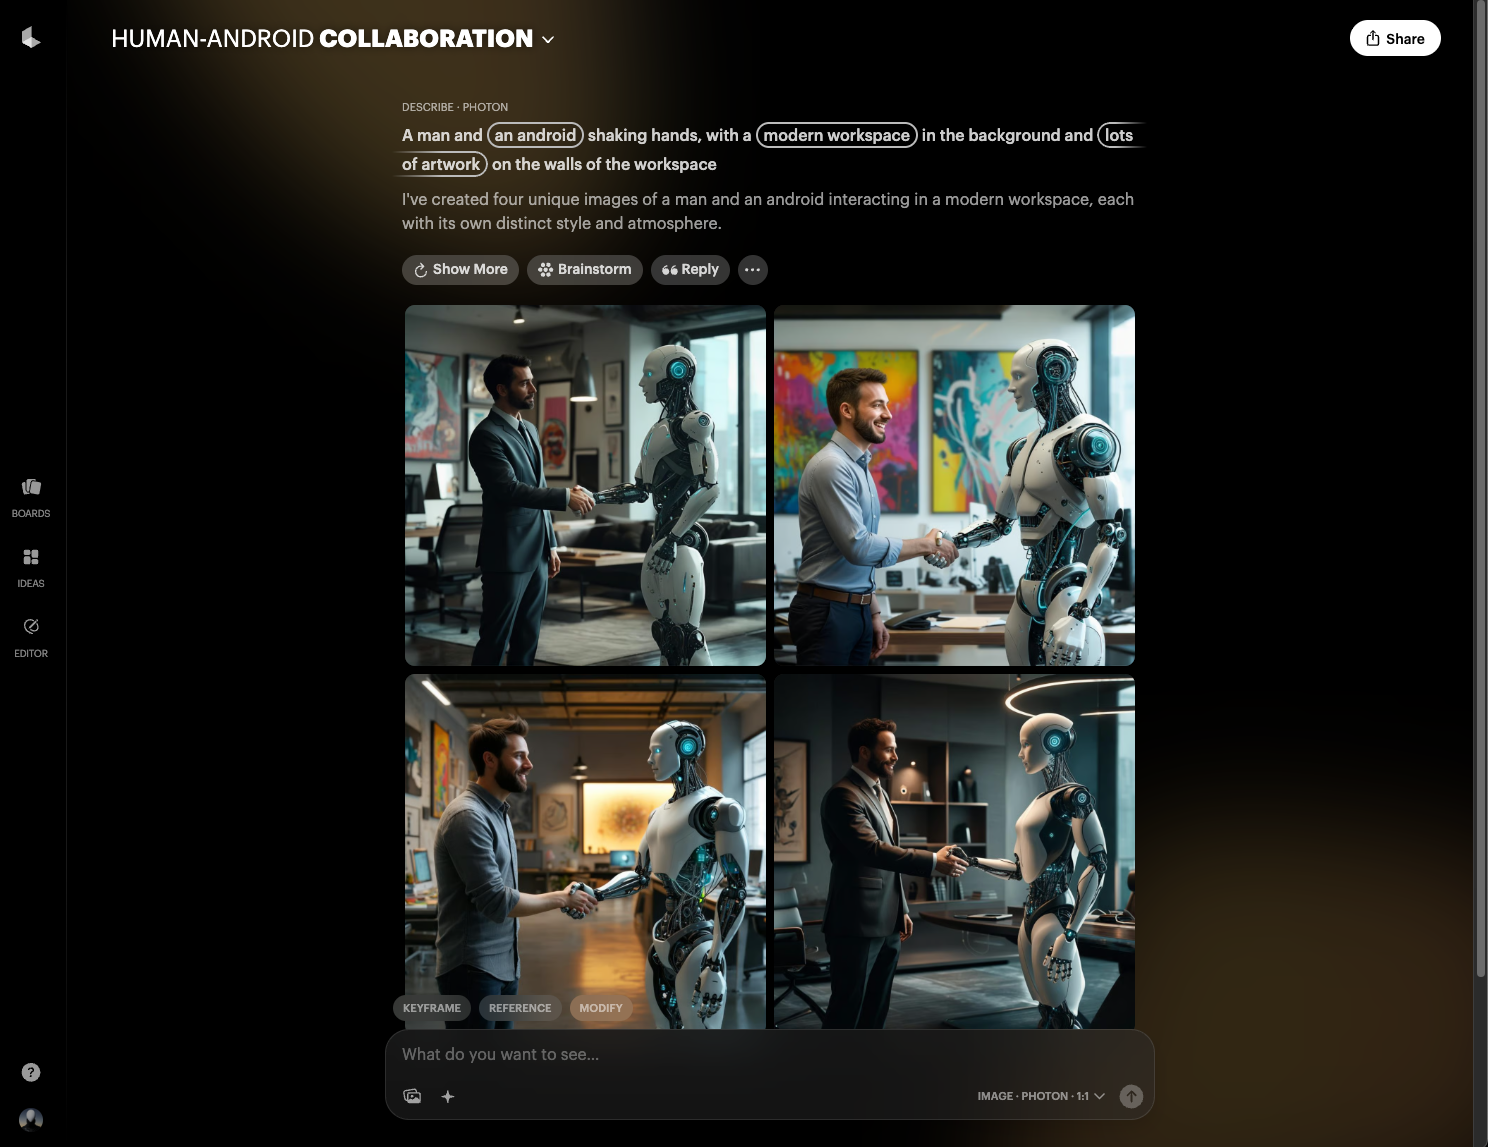 HUMAN-ANDROID COLLABORATION
Share
DESCRIBE · PHOTON
A man and an android shaking hands, with a modern workspace in the background and lots
of artwork on the walls of the workspace
I've created four unique images of a man and an android interacting in a modern workspace, each
with its own distinct style and atmosphere.
Show More
Brainstorm
Reply
BOARDS
IDEAS
EDITOR
KEYFRAME
REFERENCE
MODIFY
What do you want to see...
IMAGE · PHOTON · 1:1
?